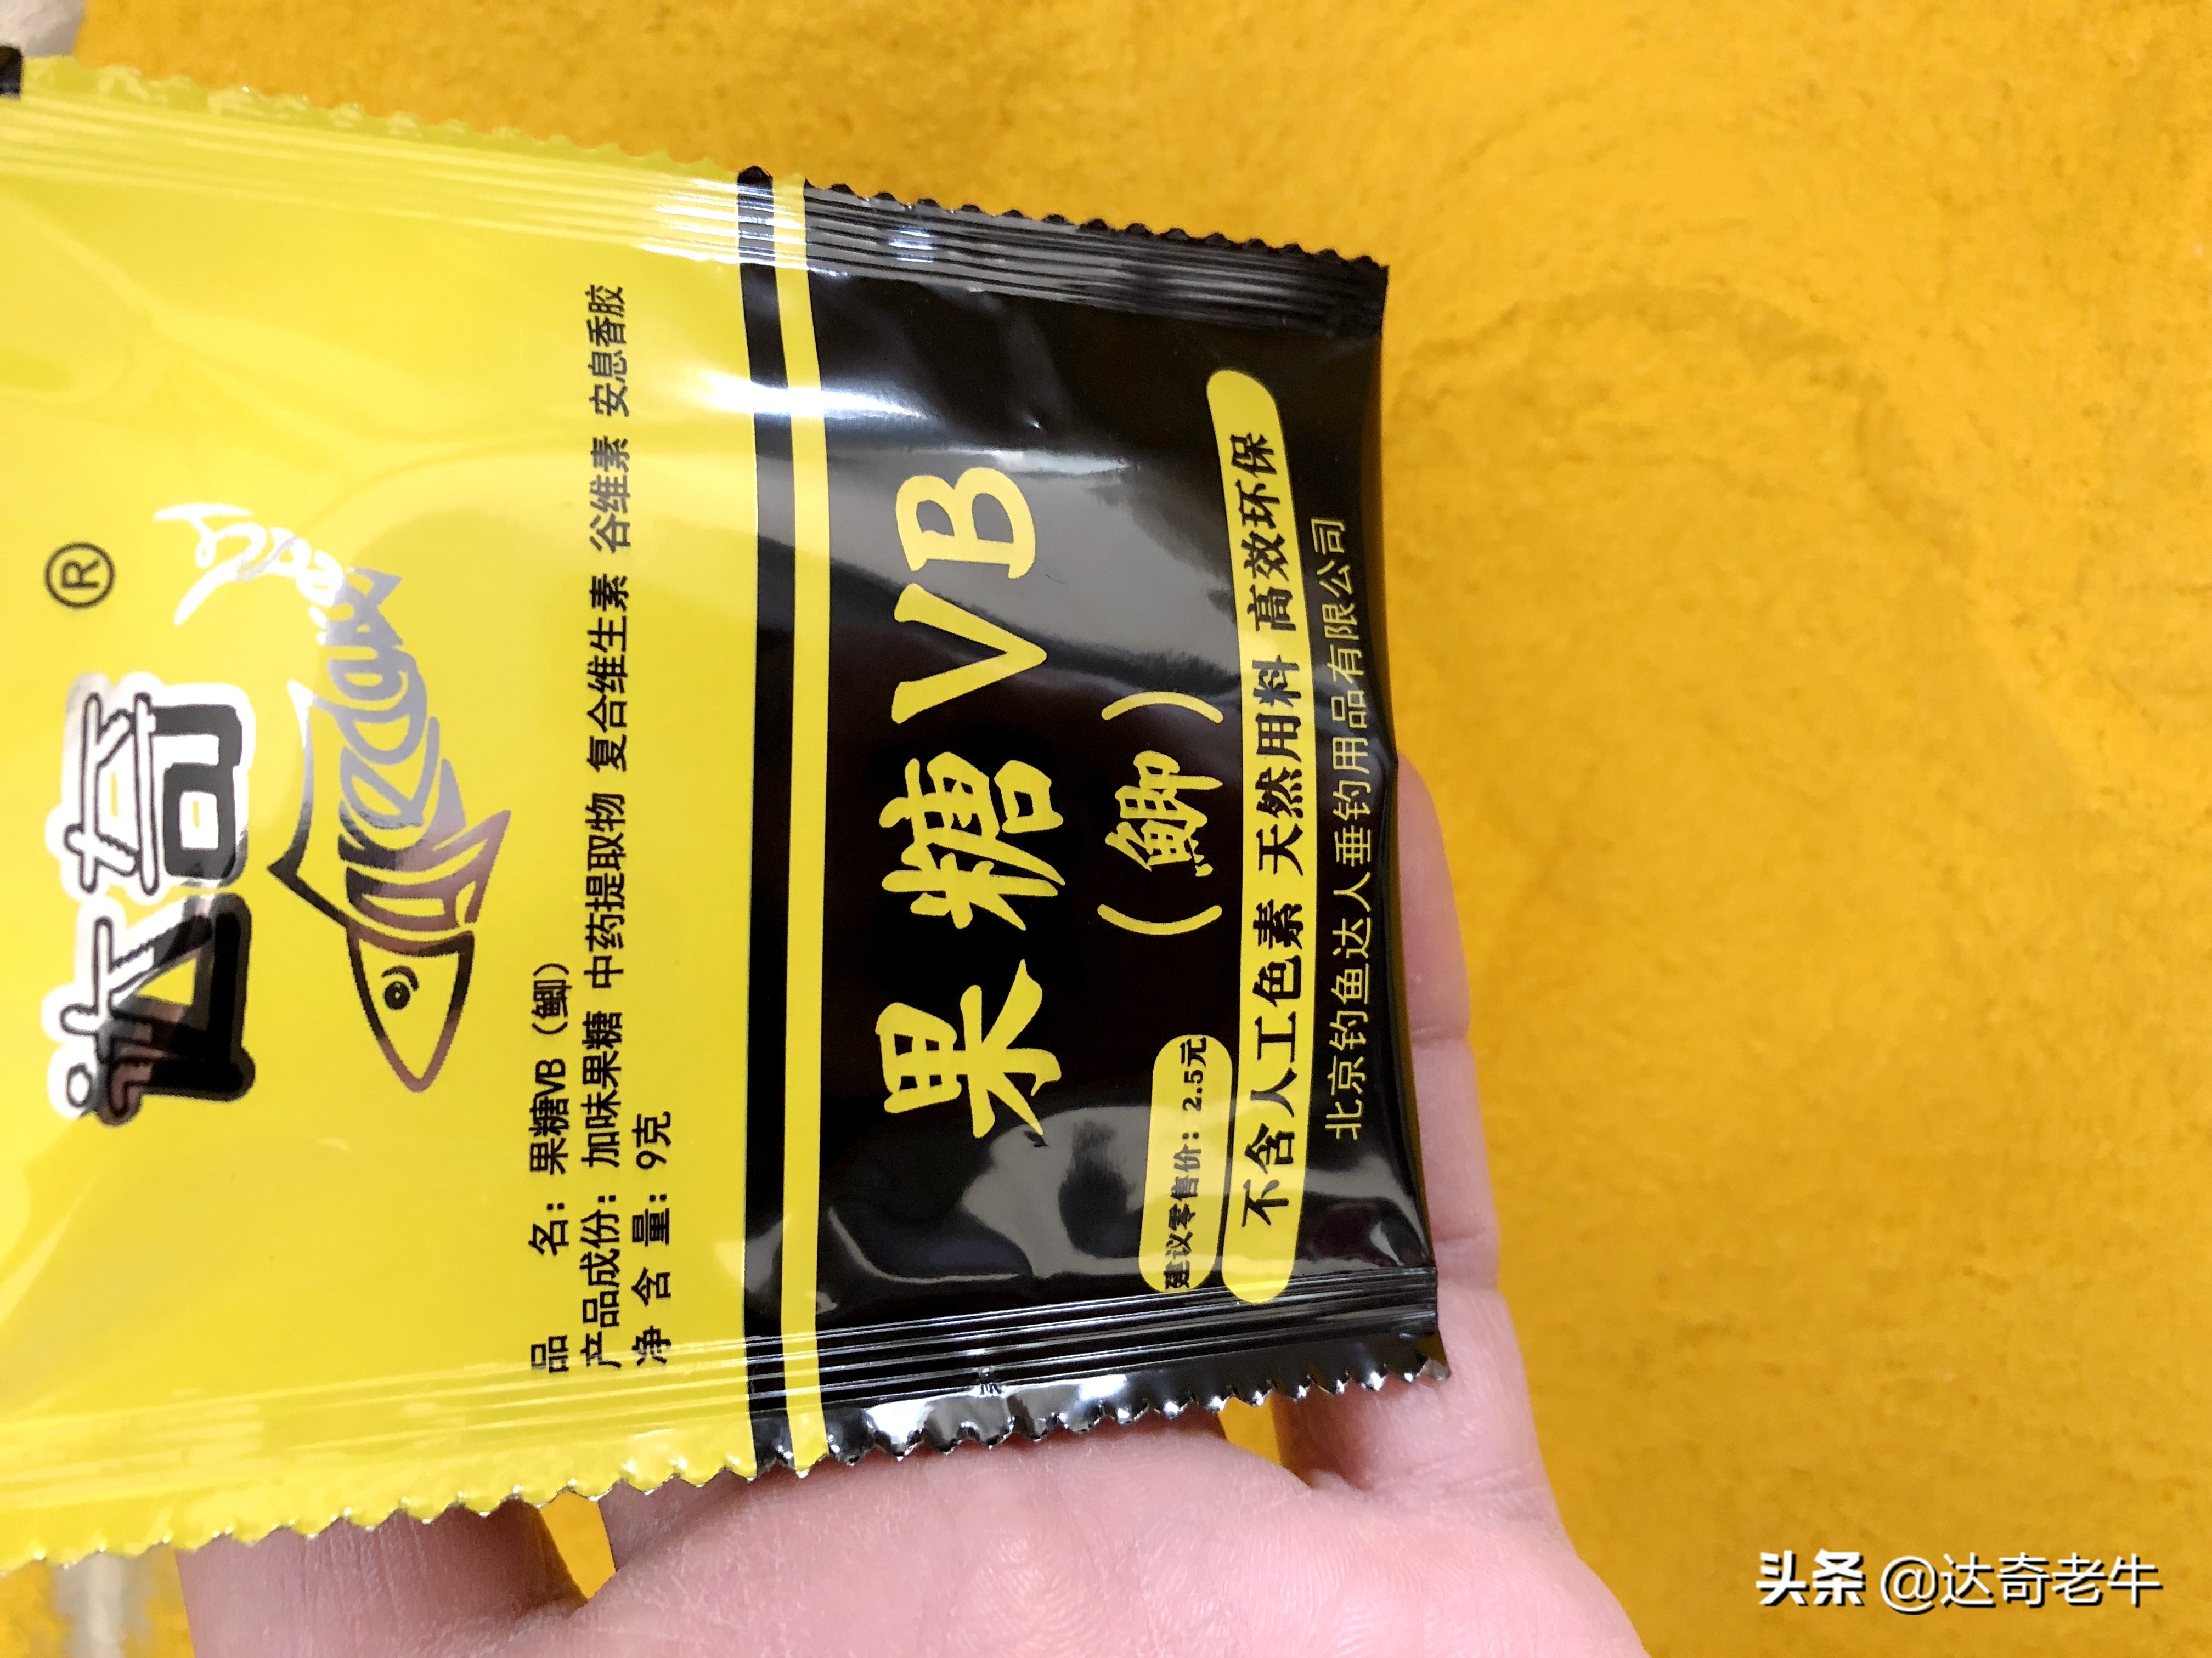 达奇®
品 名：果糖VB（鲫）
产品成份：加味果糖 中药提取物 复合维生素 谷维素 安息香胶
净 含 量：9克
果糖VB
（鲫）
建议零售价：2.5元
不含人工色素 天然用料 高效环保
北京钓鱼达人垂钓用品有限公司
头条 @达奇老牛